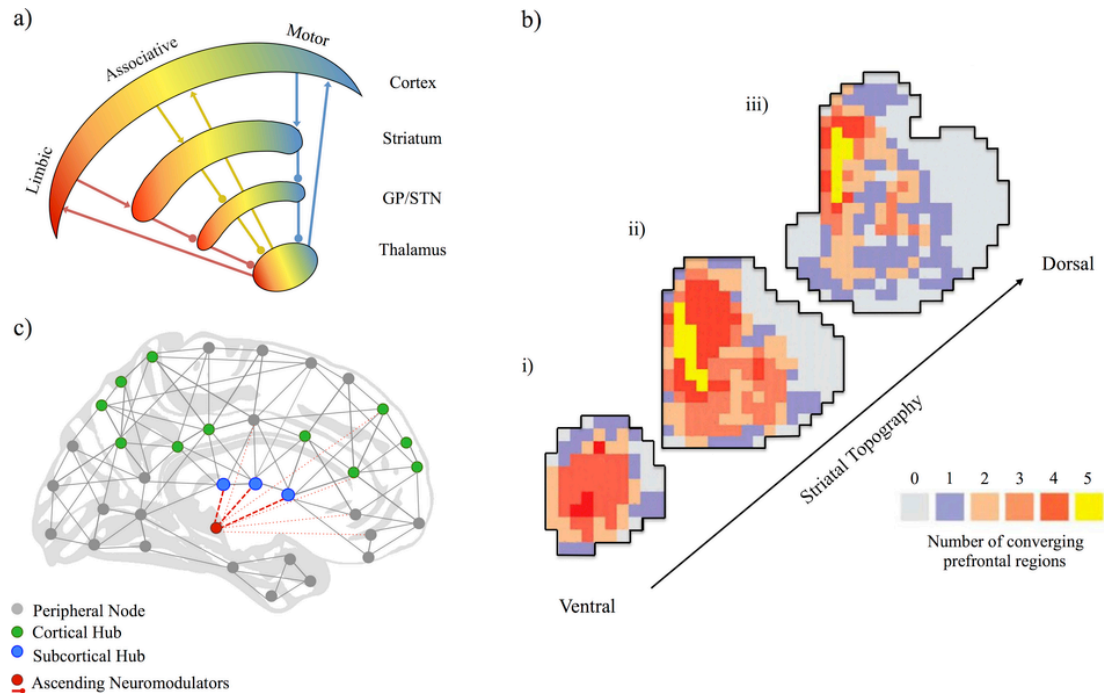 a)
Motor
Associative
Limbic
Cortex
Striatum
GP/STN
Thalamus
b)
iii)
ii)
i)
Dorsal
Striatal Topography
Ventral
0 1 2 3 4 5
Number of converging
prefrontal regions
c)
Peripheral Node
Cortical Hub
Subcortical Hub
Ascending Neuromodulators